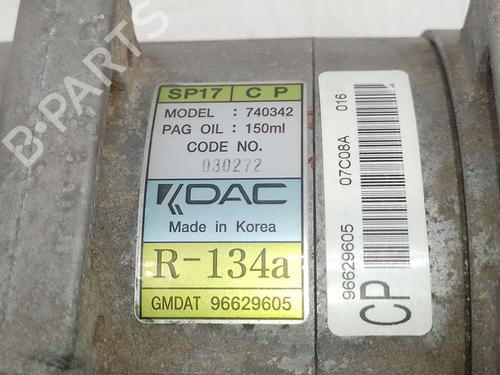 B-PARTS
SP17 C P
MODEL : 740342
PAG OIL : 150ml
CODE NO.
030272
DAC
Made in Korea
R-134a
GMDAT 96629605
07C08A 016
96629605
CP